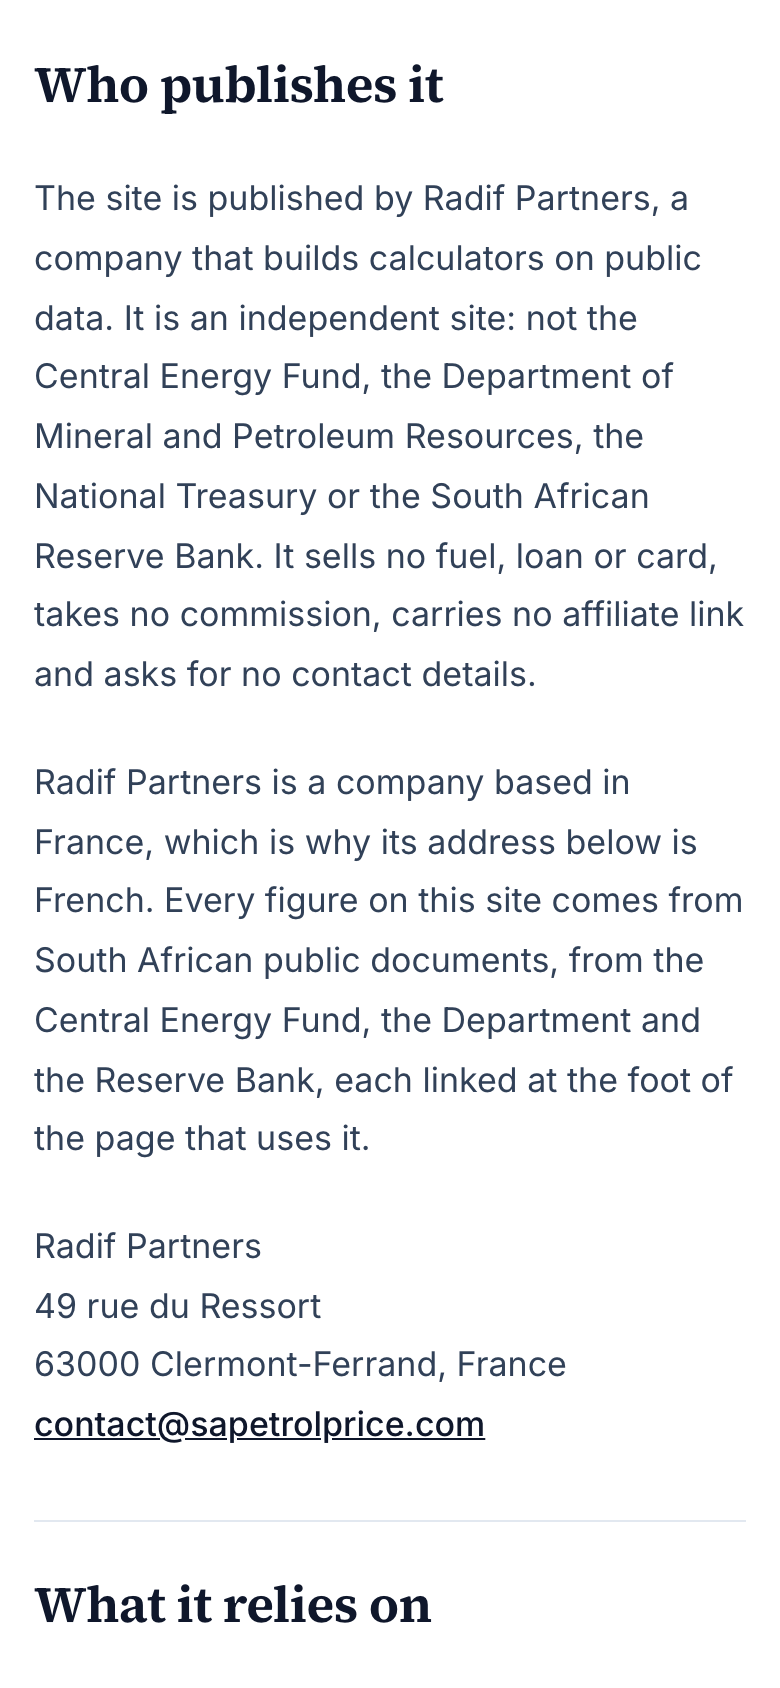 Who publishes it
The site is published by Radif Partners, a
company that builds calculators on public
data. It is an independent site: not the
Central Energy Fund, the Department of
Mineral and Petroleum Resources, the
National Treasury or the South African
Reserve Bank. It sells no fuel, loan or card,
takes no commission, carries no affiliate link
and asks for no contact details.
Radif Partners is a company based in
France, which is why its address below is
French. Every figure on this site comes from
South African public documents, from the
Central Energy Fund, the Department and
the Reserve Bank, each linked at the foot of
the page that uses it.
Radif Partners
49 rue du Ressort
63000 Clermont-Ferrand, France
contact@sapetrolprice.com
What it relies on